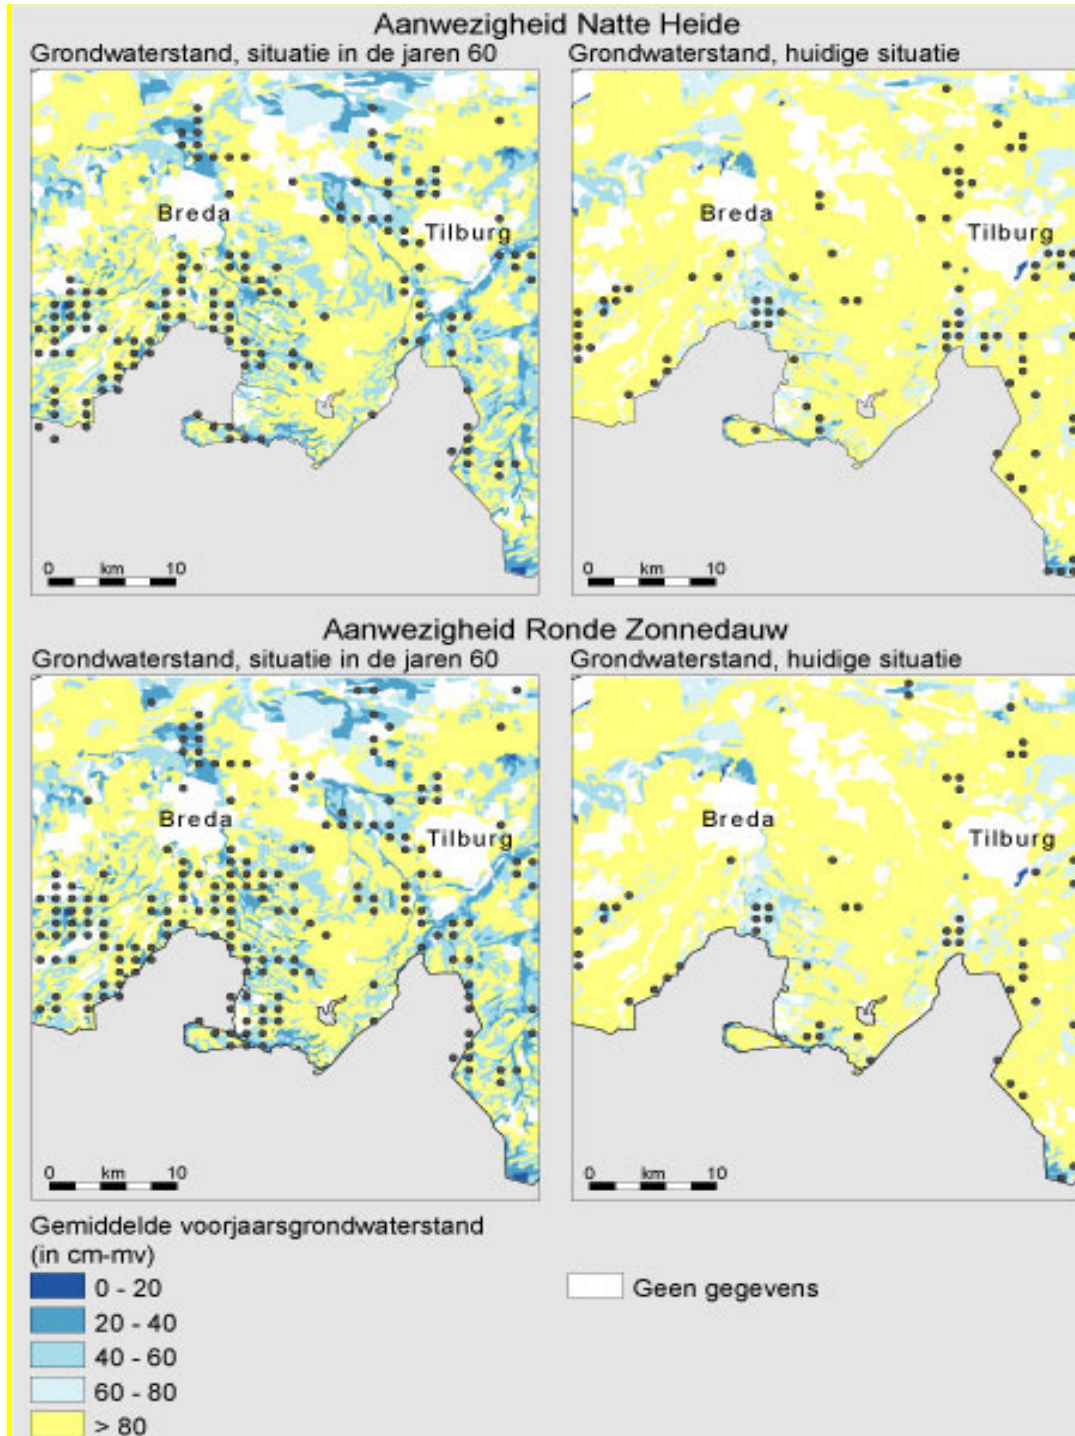 Aanwezigheid Natte Heide
Grondwaterstand, situatie in de jaren 60
Grondwaterstand, huidige situatie
Breda
Tilburg
Breda
Tilburg
0 km 10
0 km 10
Aanwezigheid Ronde Zonnedauw
Grondwaterstand, situatie in de jaren 60
Grondwaterstand, huidige situatie
Breda
Tilburg
Breda
Tilburg
0 km 10
0 km 10
Gemiddelde voorjaarsgrondwaterstand
(in cm-mv)
0 - 20
Geen gegevens
20 - 40
40 - 60
60 - 80
> 80